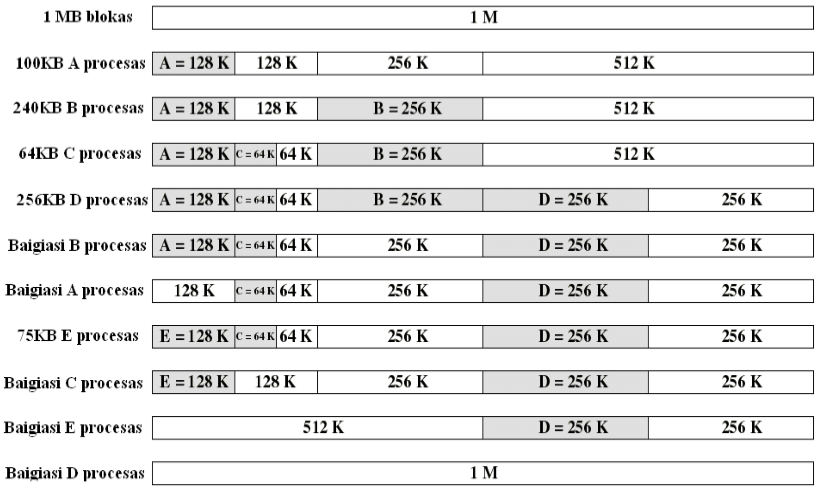 1 MB blokas 1 M
100KB A procesas A = 128 K 128 K 256 K 512 K
240KB B procesas A = 128 K 128 K B = 256 K 512 K
64KB C procesas A = 128 K C = 64 K 64 K B = 256 K 512 K
256KB D procesas A = 128 K C = 64 K 64 K B = 256 K D = 256 K 256 K
Baigiasi B procesas A = 128 K C = 64 K 64 K 256 K D = 256 K 256 K
Baigiasi A procesas 128 K C = 64 K 64 K 256 K D = 256 K 256 K
75KB E procesas E = 128 K C = 64 K 64 K 256 K D = 256 K 256 K
Baigiasi C procesas E = 128 K 128 K 256 K D = 256 K 256 K
Baigiasi E procesas 512 K D = 256 K 256 K
Baigiasi D procesas 1 M